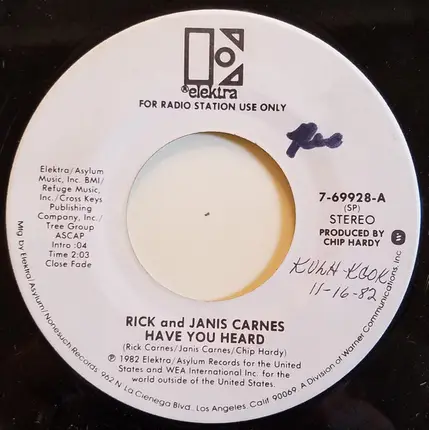 elektra
FOR RADIO STATION USE ONLY
Elektra/Asylum
Music, Inc. BMI/
Refuge Music,
Inc./Cross Keys
Publishing
Company, Inc./
Tree Group
ASCAP
Intro :04
Time 2:03
Close Fade
7-69928-A
(SP)
STEREO
PRODUCED BY
CHIP HARDY
11-16-82
RICK and JANIS CARNES
HAVE YOU HEARD
(Rick Carnes/Janis Carnes/Chip Hardy)
℗ 1982 Elektra/Asylum Records for the United
States and WEA International Inc. for the
world outside of the United States.
Mfg by Elektra/Asylum/Nonesuch Records, 962 N. La Cienega Blvd., Los Angeles, Calif. 90069. A Division of Warner Communications, Inc.